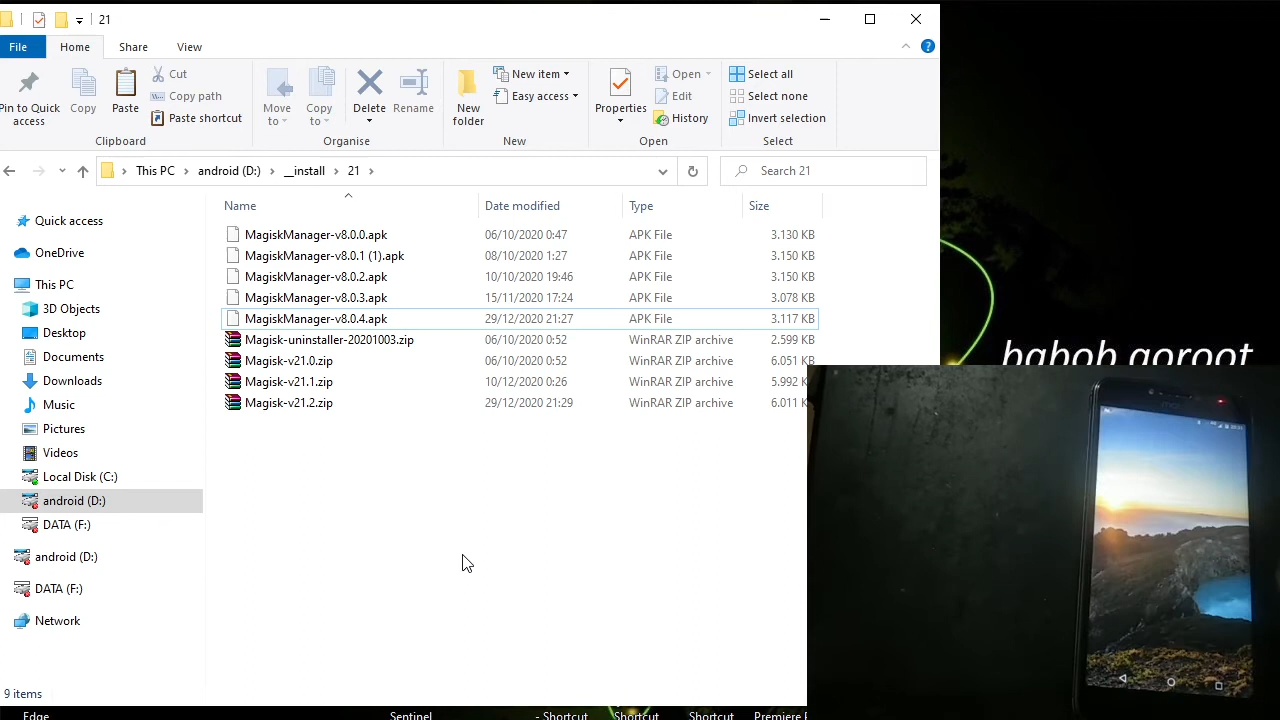 21
File
Home
Share
View
Pin to Quick
access
Copy
Paste
Cut
Copy path
Paste shortcut
Clipboard
Move
to
Copy
to
Delete
Rename
Organise
New
folder
New item
Easy access
New
Properties
Open
Edit
History
Open
Select all
Select none
Invert selection
Select
This PC > android (D:) > __install > 21 >
Search 21
Name Date modified Type Size
MagiskManager-v8.0.0.apk 06/10/2020 0:47 APK File 3.130 KB
MagiskManager-v8.0.1 (1).apk 08/10/2020 1:27 APK File 3.150 KB
MagiskManager-v8.0.2.apk 10/10/2020 19:46 APK File 3.150 KB
MagiskManager-v8.0.3.apk 15/11/2020 17:24 APK File 3.078 KB
MagiskManager-v8.0.4.apk 29/12/2020 21:27 APK File 3.117 KB
Magisk-uninstaller-20201003.zip 06/10/2020 0:52 WinRAR ZIP archive 2.599 KB
Magisk-v21.0.zip 06/10/2020 0:52 WinRAR ZIP archive 6.051 KB
Magisk-v21.1.zip 10/12/2020 0:26 WinRAR ZIP archive 5.992 K
Magisk-v21.2.zip 29/12/2020 21:29 WinRAR ZIP archive 6.011 K
Quick access
OneDrive
This PC
3D Objects
Desktop
Documents
Downloads
Music
Pictures
Videos
Local Disk (C:)
android (D:)
DATA (F:)
android (D:)
DATA (F:)
Network
9 items
babob goroot
Edge
Sentinel
- Shortcut
Shortcut
Shortcut
Premiere